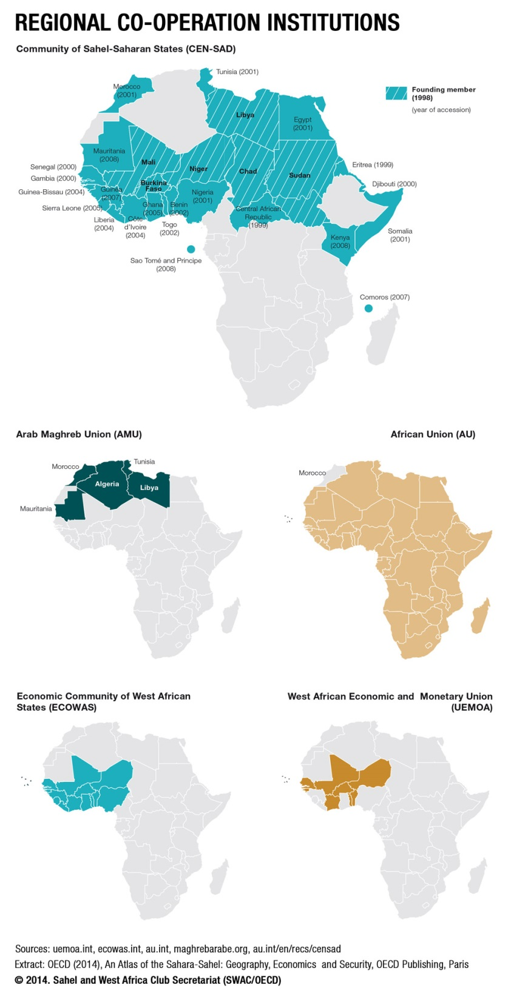 REGIONAL CO-OPERATION INSTITUTIONS
Community of Sahel-Saharan States (CEN-SAD)
Tunisia (2001)
Morocco
(2001)
Founding member
(1998)
(year of accession)
Libya
Egypt
(2001)
Mauritania
(2008)
Mali
Niger
Chad
Sudan
Eritrea (1999)
Senegal (2000)
Gambia (2000)
Burkina
Faso
Djibouti (2000)
Guinea-Bissau (2004)
Guinea
(2007)
Nigeria
(2001)
Sierra Leone (2005)
Ghana
(2005)
Benin
(2002)
Central African
Republic
(1999)
Liberia
(2004)
Côte
d'Ivoire
(2004)
Togo
(2002)
Kenya
(2008)
Somalia
(2001)
Sao Tomé and Principe
(2008)
Comoros (2007)
Arab Maghreb Union (AMU)
African Union (AU)
Morocco
Tunisia
Algeria
Libya
Mauritania
Morocco
Economic Community of West African
States (ECOWAS)
West African Economic and Monetary Union
(UEMOA)
Sources: uemoa.int, ecowas.int, au.int, maghrebarabe.org, au.int/en/recs/censad
Extract: OECD (2014), An Atlas of the Sahara-Sahel: Geography, Economics and Security, OECD Publishing, Paris
© 2014. Sahel and West Africa Club Secretariat (SWAC/OECD)